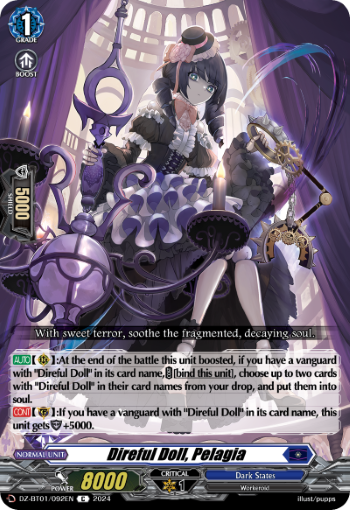 1
GRADE
BOOST
5000
SHIELD
With sweet terror, soothe the fragmented, decaying soul.
AUTO【 】:At the end of the battle this unit boosted, if you have a vanguard
with "Direful Doll" in its card name, [bind this unit], choose up to two cards
with "Direful Doll" in their card names from your drop, and put them into
soul.
CONT【 】:If you have a vanguard with "Direful Doll" in its card name, this
unit gets +5000.
NORMAL UNIT
Direful Doll, Pelagia
POWER 8000
CRITICAL
1
Dark States
Workeroid
D DZ-BT01/092EN C 2024
illust/pupps